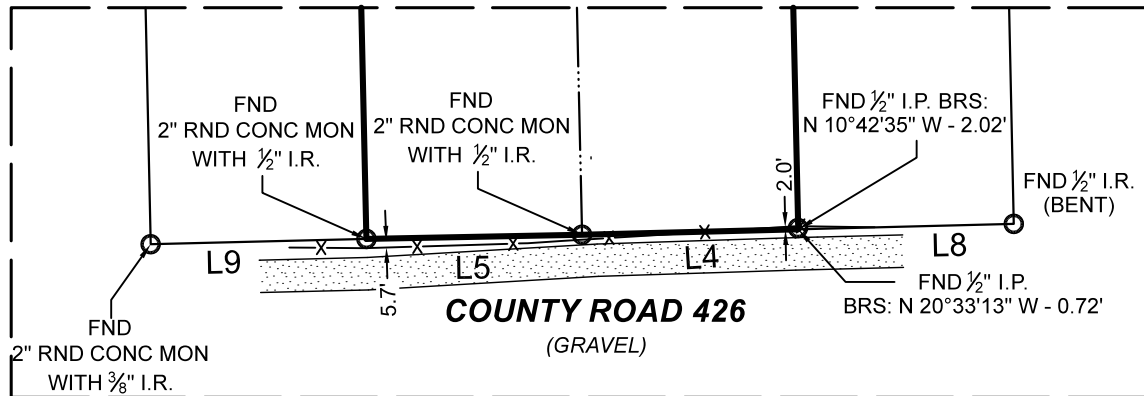 FND
2" RND CONC MON
WITH ½" I.R.
FND
2" RND CONC MON
WITH ½" I.R.
FND ½" I.P. BRS:
N 10°42'35" W - 2.02'
2.0'
FND ½" I.R.
(BENT)
L9
L5
L4
L8
5.7'
FND ½" I.P.
BRS: N 20°33'13" W - 0.72'
COUNTY ROAD 426
(GRAVEL)
FND
2" RND CONC MON
WITH ⅜" I.R.
X
X
X
X
X